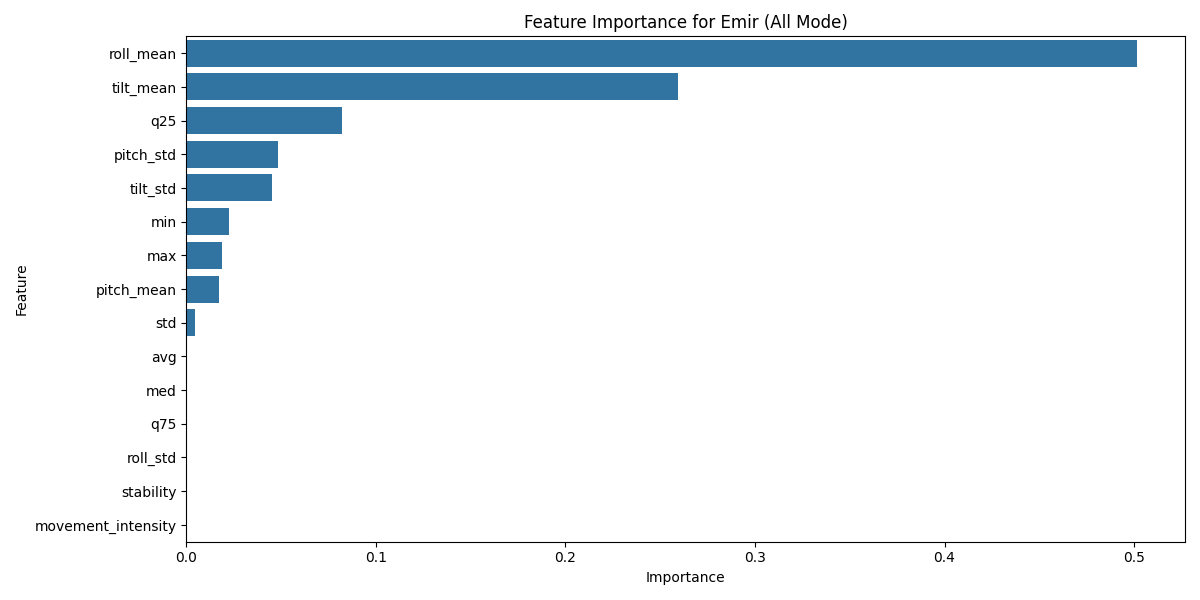 Feature Importance for Emir (All Mode)
roll_mean
tilt_mean
q25
pitch_std
tilt_std
min
max
pitch_mean
std
avg
med
q75
roll_std
stability
movement_intensity
Feature
0.0 0.1 0.2 0.3 0.4 0.5
Importance